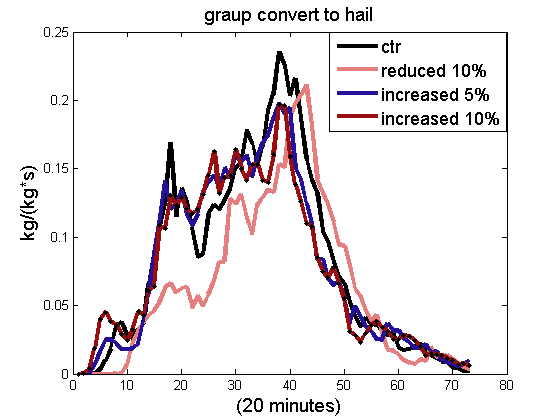 graup convert to hail
ctr
reduced 10%
increased 5%
increased 10%
kg/(kg*s)
0.25
0.2
0.15
0.1
0.05
0
0 10 20 30 40 50 60 70 80
(20 minutes)